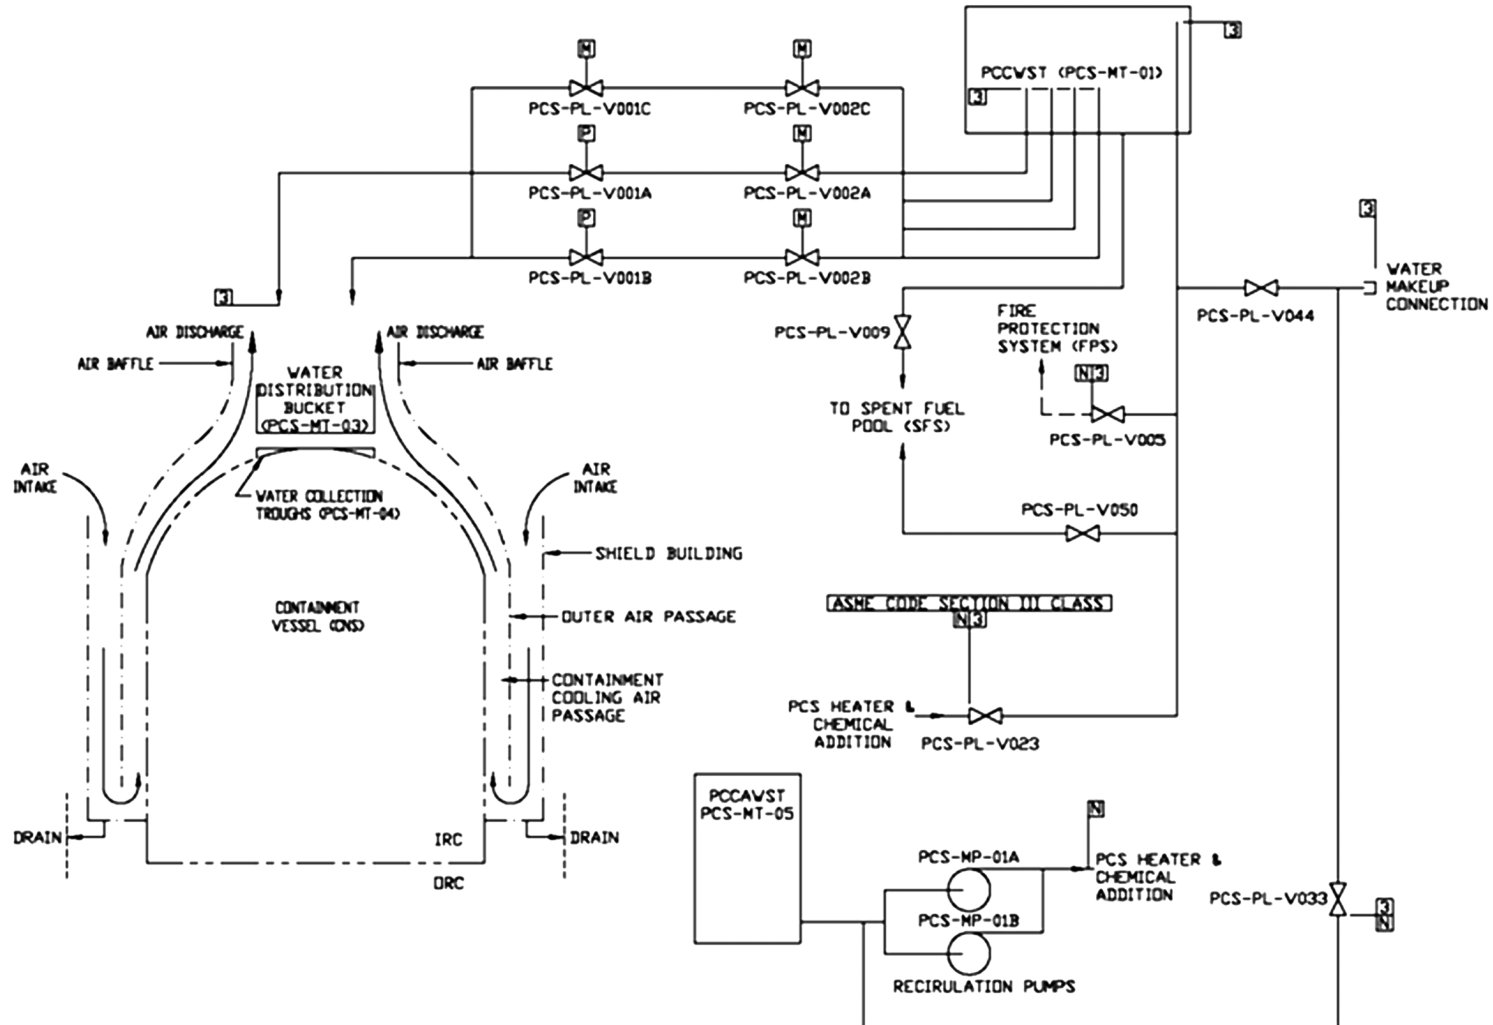 M
M
PCS-PL-V001C
PCS-PL-V002C
P
M
PCS-PL-V001A
PCS-PL-V002A
P
M
PCS-PL-V001B
PCS-PL-V002B
3
PCCWST (PCS-MT-01)
3
3
WATER
MAKEUP
CONNECTION
PCS-PL-V044
PCS-PL-V009
FIRE
PROTECTION
SYSTEM (FPS)
N 3
PCS-PL-V005
TO SPENT FUEL
POOL (SFS)
PCS-PL-V050
3
AIR DISCHARGE
AIR DISCHARGE
AIR BAFFLE
AIR BAFFLE
WATER
DISTRIBUTION
BUCKET
(PCS-MT-03)
AIR
INTAKE
AIR
INTAKE
WATER COLLECTION
TROUGHS (PCS-MT-04)
SHIELD BUILDING
CONTAINMENT
VESSEL (CNS)
OUTER AIR PASSAGE
CONTAINMENT
COOLING AIR
PASSAGE
DRAIN
DRAIN
IRC
ORC
ASME CODE SECTION III CLASS
N 3
PCS HEATER &
CHEMICAL
ADDITION
PCS-PL-V023
PCCAWST
PCS-MT-05
PCS-MP-01A
PCS-MP-01B
RECIRULATION PUMPS
N
PCS HEATER &
CHEMICAL
ADDITION
PCS-PL-V033
3
N